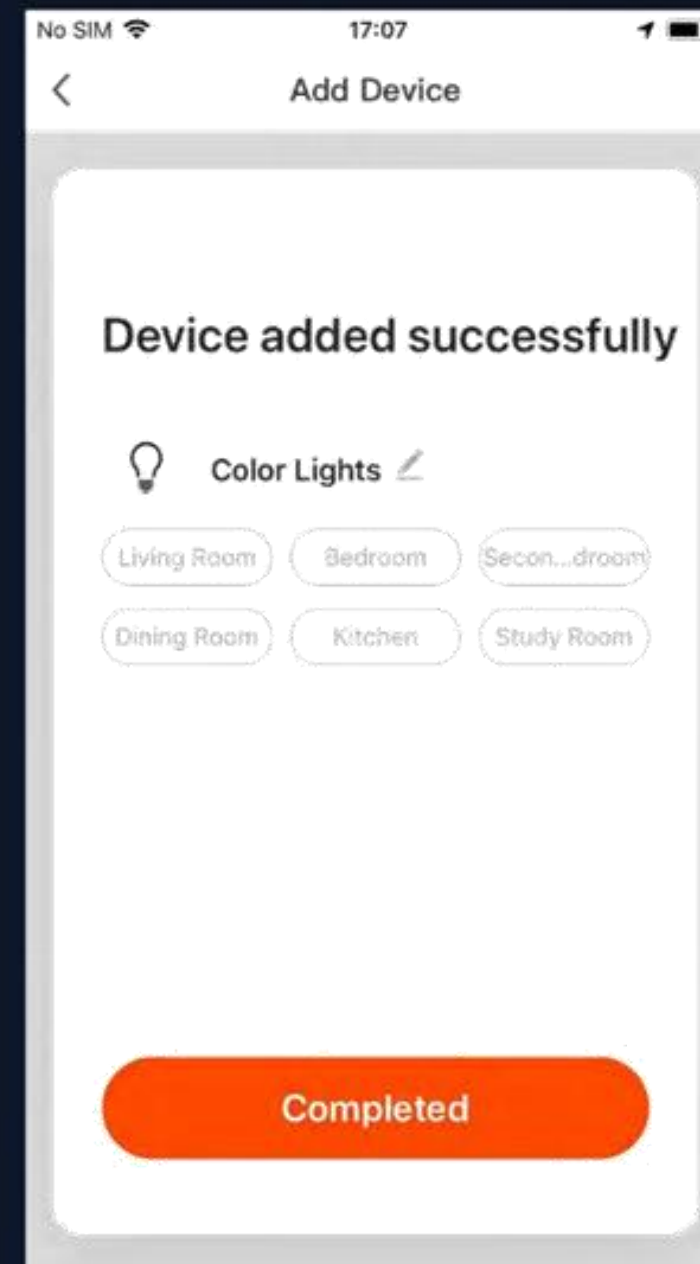 No SIM 17:07
Add Device
Device added successfully
Color Lights
Living Room Bedroom Secon...droom
Dining Room Kitchen Study Room
Completed